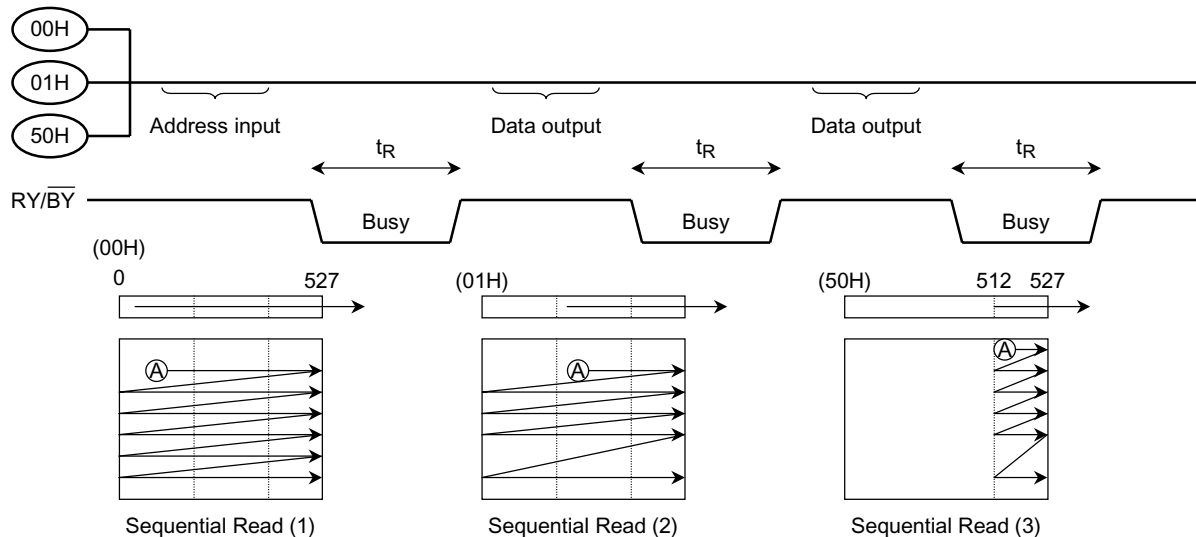 00H
01H
50H
Address input
Data output
Data output
tR
tR
tR
RY/B̅Y̅
Busy
Busy
Busy
(00H)
0
527
(01H)
(50H)
512
527
A
A
A
Sequential Read (1)
Sequential Read (2)
Sequential Read (3)